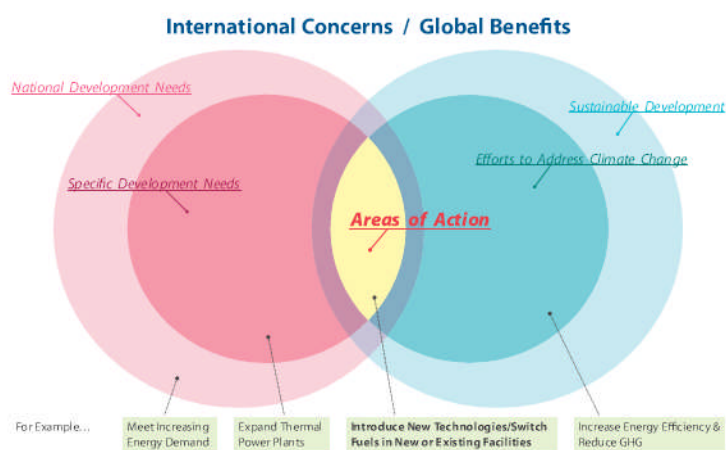 International Concerns / Global Benefits
National Development Needs
Sustainable Development
Efforts to Address Climate Change
Specific Development Needs
Areas of Action
For Example...
Meet Increasing
Energy Demand
Expand Thermal
Power Plants
Introduce New Technologies/Switch
Fuels in New or Existing Facilities
Increase Energy Efficiency &
Reduce GHG